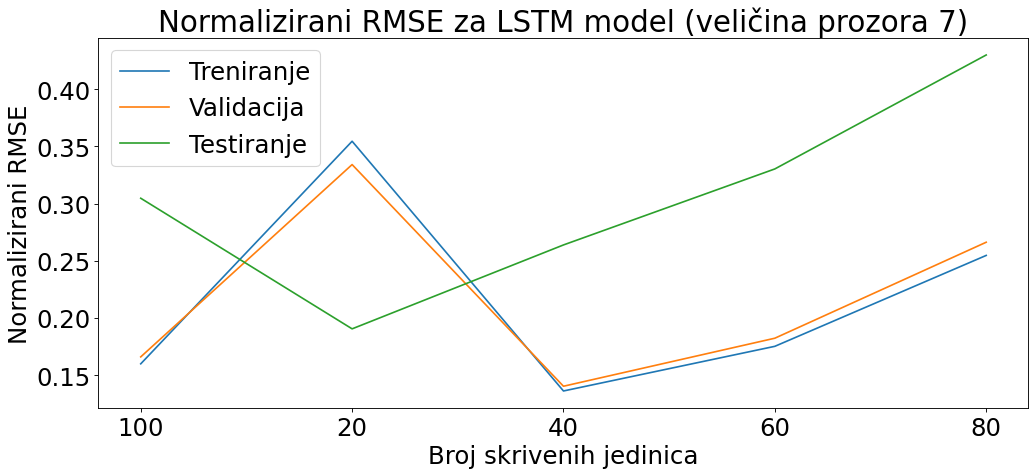 Normalizirani RMSE za LSTM model (veličina prozora 7)
Treniranje
Validacija
Testiranje
Normalizirani RMSE
0.40
0.35
0.30
0.25
0.20
0.15
100 20 40 60 80
Broj skrivenih jedinica